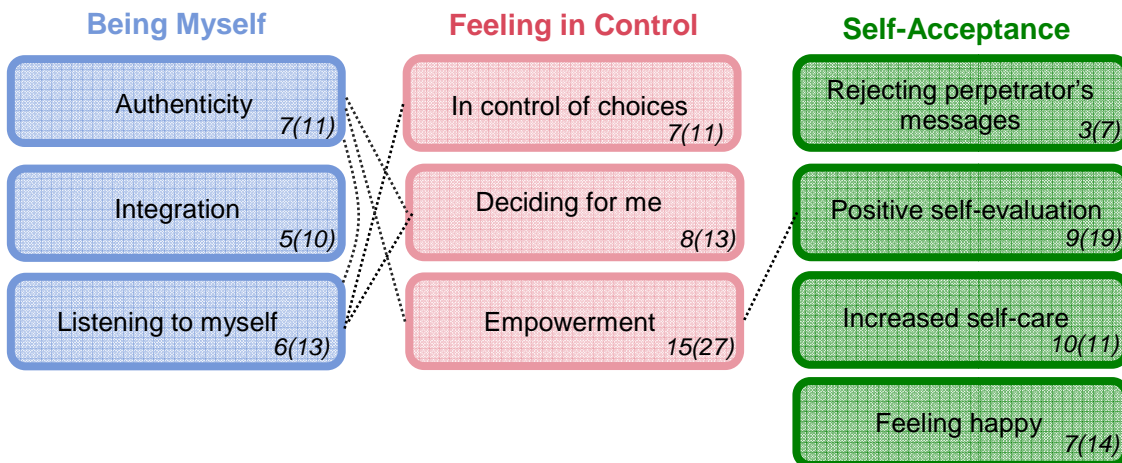 Being Myself
Authenticity
7(11)
Integration
5(10)
Listening to myself
6(13)
Feeling in Control
In control of choices
7(11)
Deciding for me
8(13)
Empowerment
15(27)
Self-Acceptance
Rejecting perpetrator's
messages
3(7)
Positive self-evaluation
9(19)
Increased self-care
10(11)
Feeling happy
7(14)